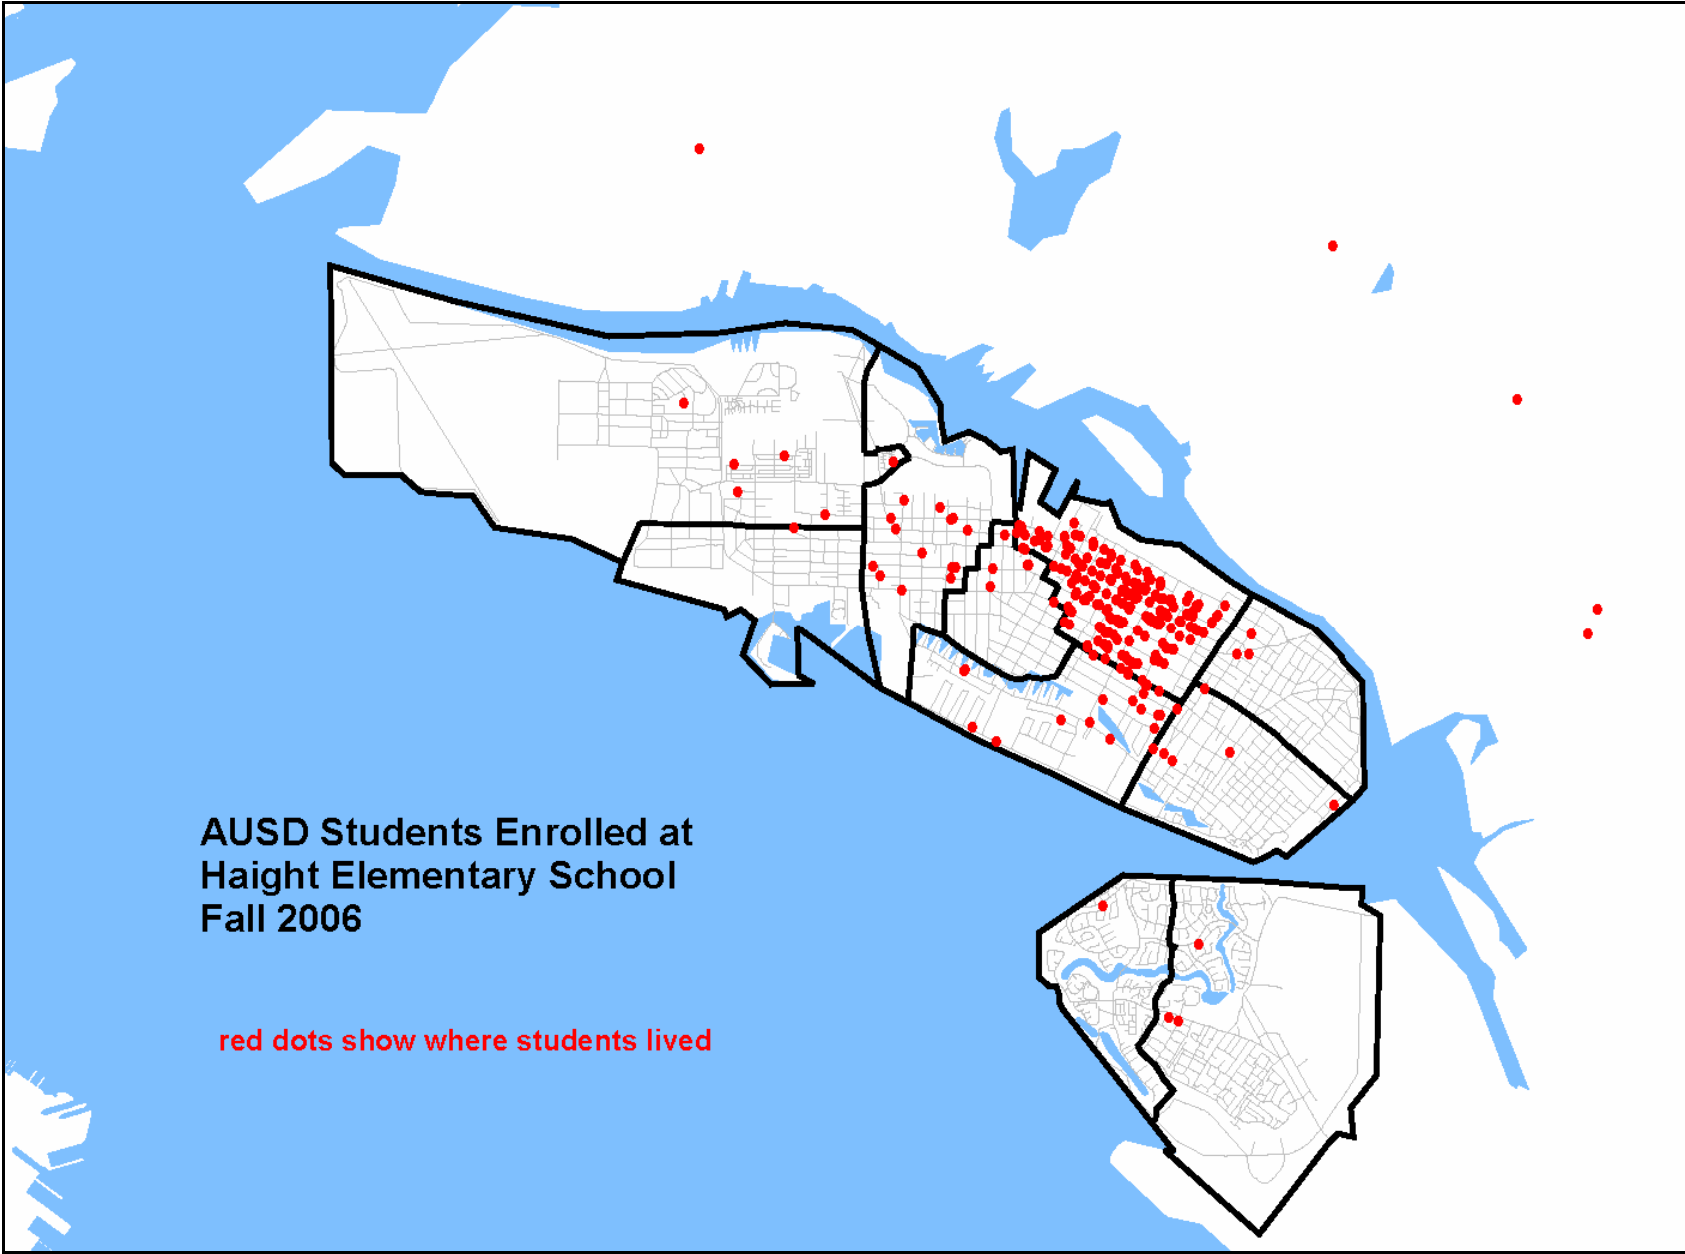 AUSD Students Enrolled at
Haight Elementary School
Fall 2006
red dots show where students lived